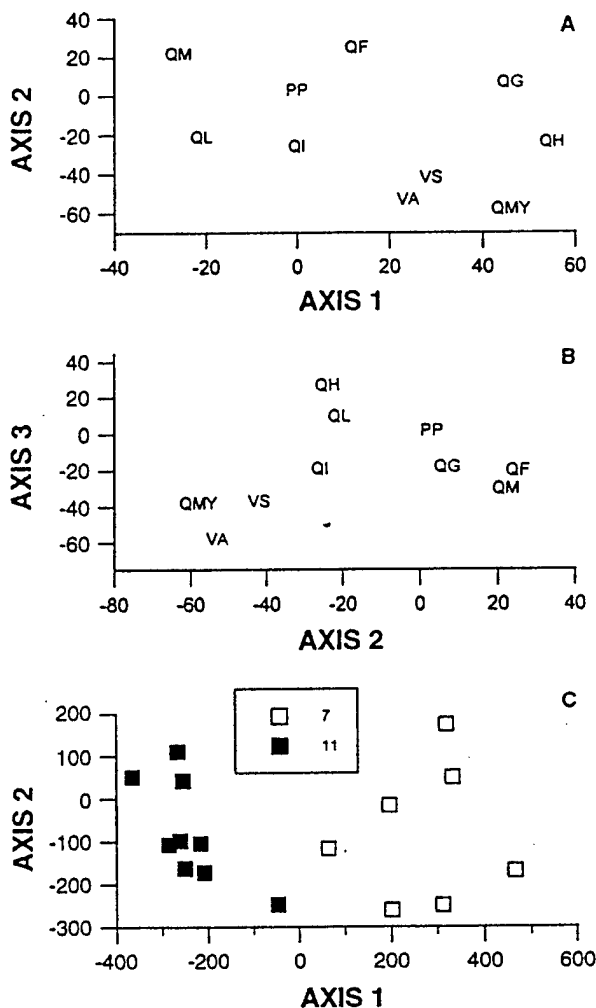 A
40
20
0
-20
-40
-60
AXIS 2
QM
QF
PP
QG
QL
QI
QH
VS
VA
QMY
-40 -20 0 20 40 60
AXIS 1
B
40
20
0
-20
-40
-60
AXIS 3
QH
QL
PP
QI
QG
QF
QM
QMY
VS
VA
-80 -60 -40 -20 0 20 40
AXIS 2
C
200
100
0
-100
-200
-300
AXIS 2
7
11
-400 -200 0 200 400 600
AXIS 1